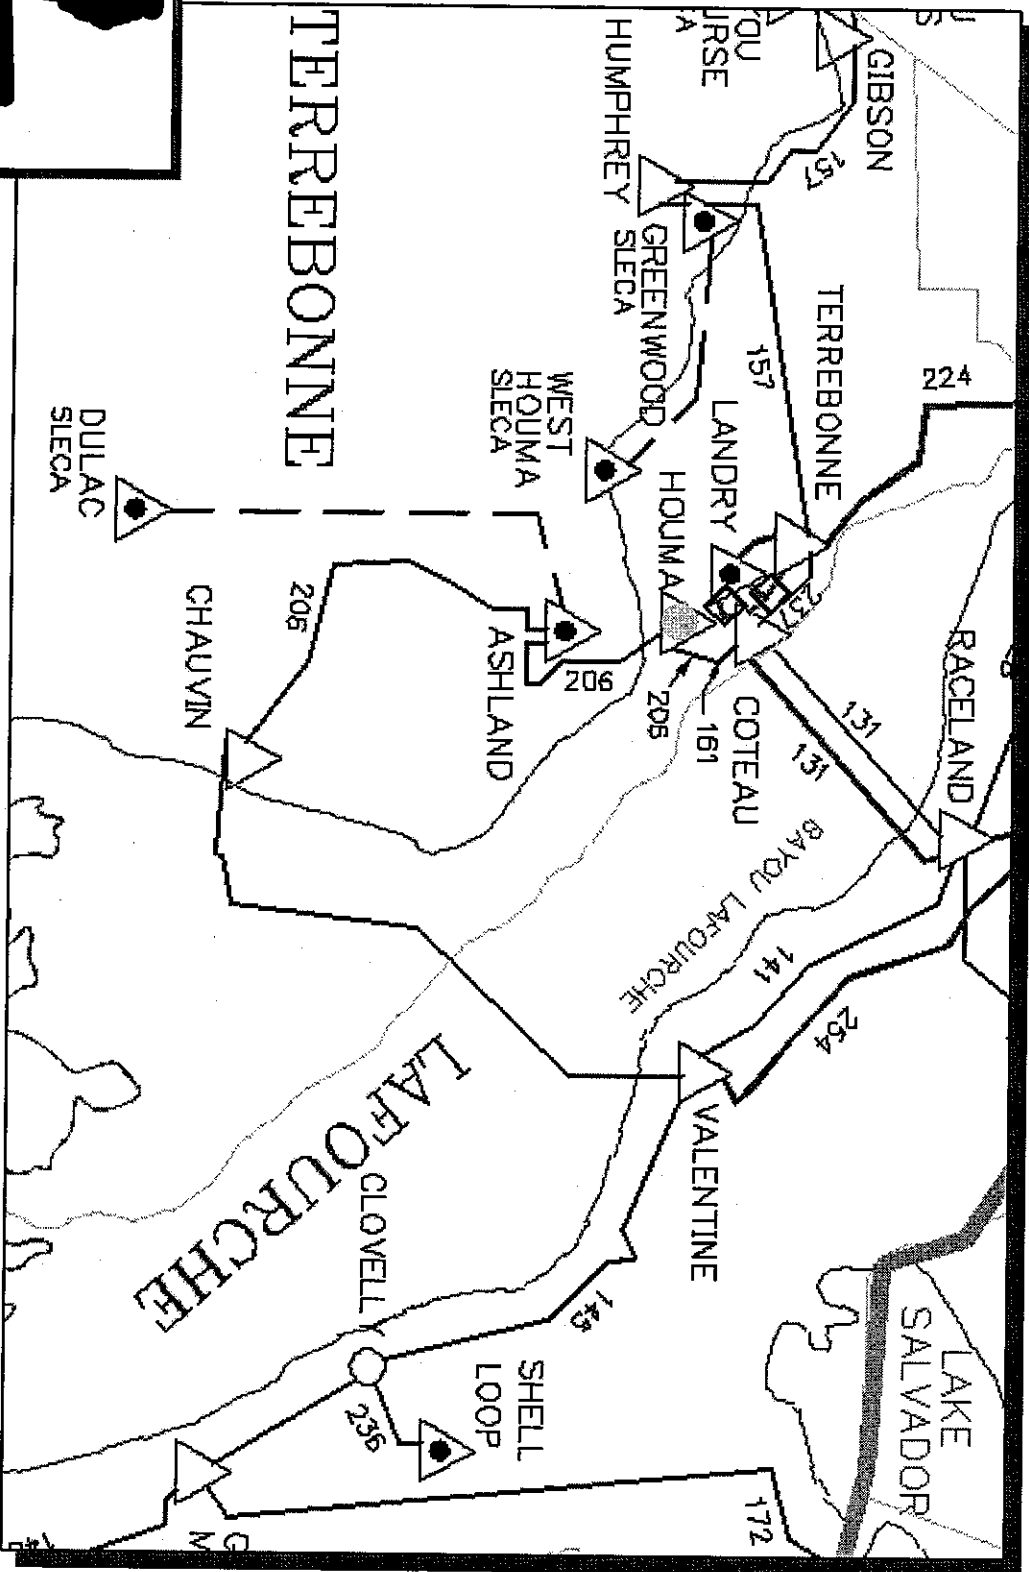 GIBSON
157
HUMPHREY
GREENWOOD
SLECA
TERREBONNE
157
224
TERREBONNE
LANDRY
WEST
HOUMA
SLECA
HOUMA
DULAC
SLECA
237
RACELAND
206
CHAUVIN
ASHLAND
206
206
161
COTEAU
131
131
BAYOU LAFOURCHE
141
254
VALENTINE
LAFOURCHE
CLOVELL
145
LAKE
SALVADOR
SHELL
LOOP
236
172